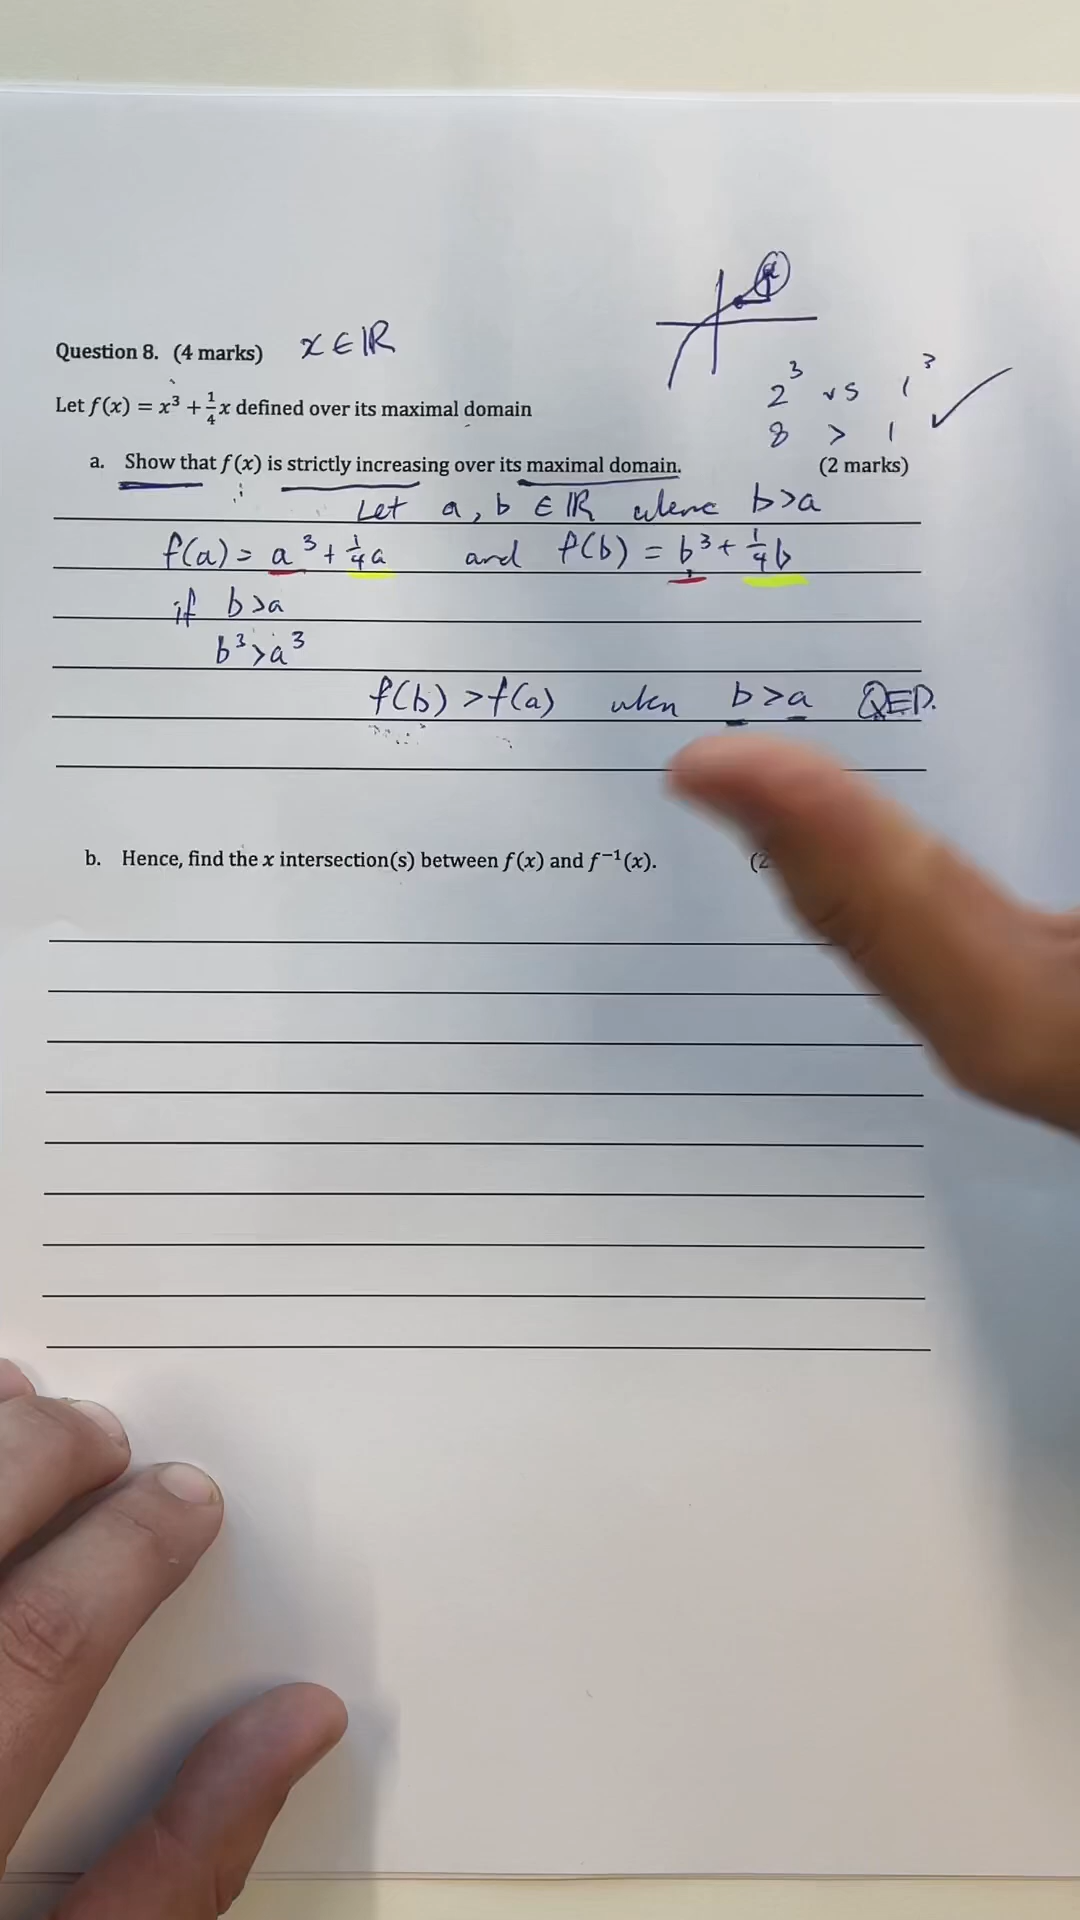 Question 8. (4 marks) x ∈ ℝ
2³ vs 1³
8 > 1
Let f(x) = x³ + ¼x defined over its maximal domain
a. Show that f(x) is strictly increasing over its maximal domain. (2 marks)
Let a, b ∈ ℝ where b>a
f(a) = a³ + ¼a and f(b) = b³ + ¼b
if b>a
b³>a³
f(b) >f(a) when b>a QED.
b. Hence, find the x intersection(s) between f(x) and f⁻¹(x). (2